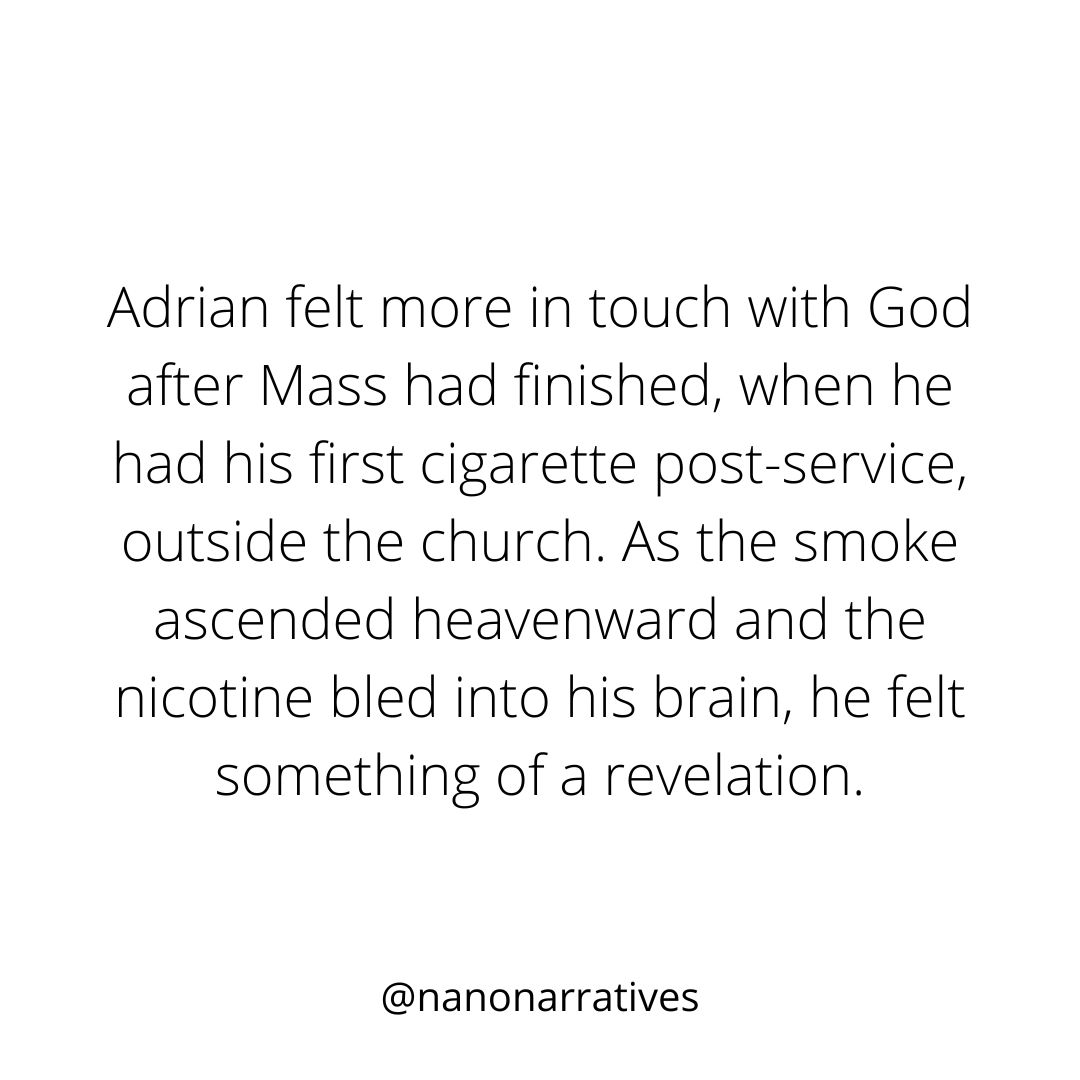 Adrian felt more in touch with God
after Mass had finished, when he
had his first cigarette post-service,
outside the church. As the smoke
ascended heavenward and the
nicotine bled into his brain, he felt
something of a revelation.
@nanonarratives